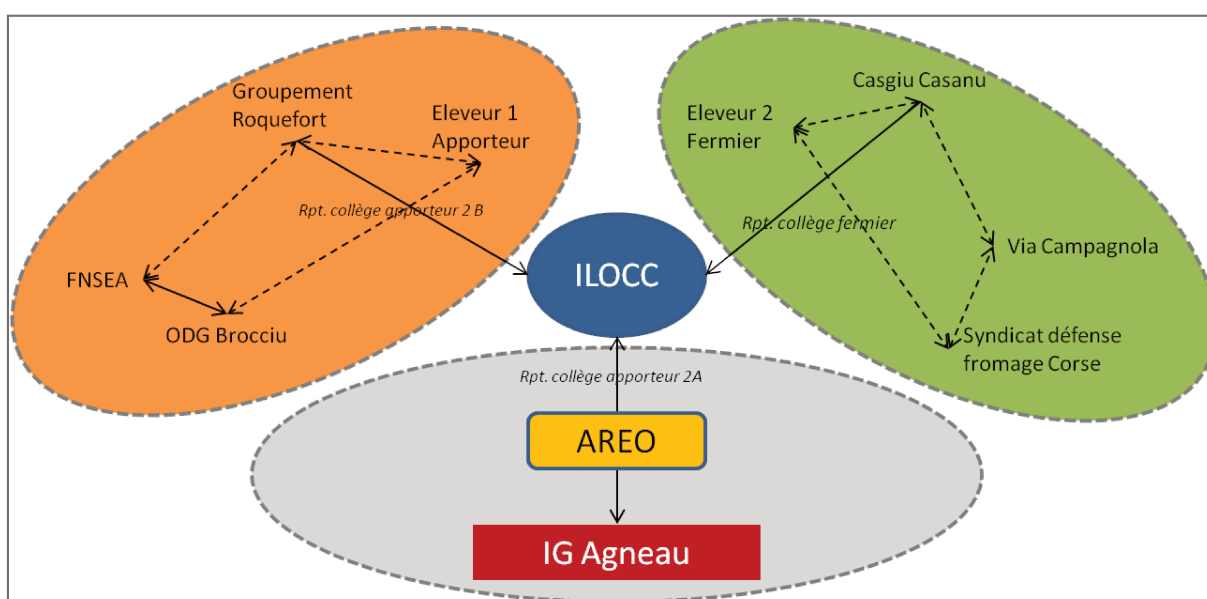 Groupement
Roquefort
Eleveur 1
Apporteur
Rpt. collège apporteur 2 B
FNSEA
ODG Brocciu
Casgiu Casanu
Eleveur 2
Fermier
Rpt. collège fermier
Via Campagnola
Syndicat défense
fromage Corse
ILOCC
Rpt. collège apporteur 2A
AREO
IG Agneau